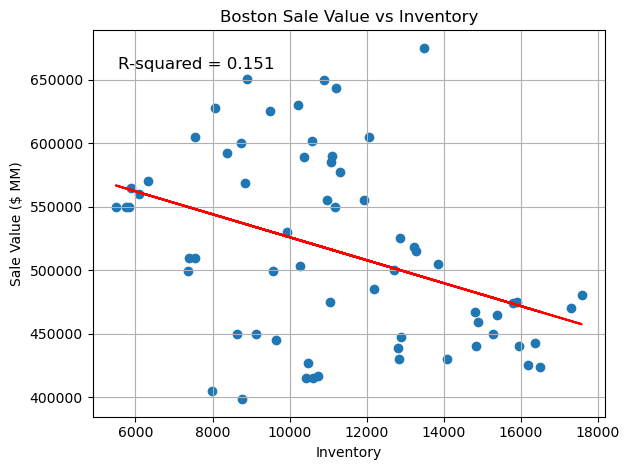 Boston Sale Value vs Inventory
R-squared = 0.151
650000
600000
550000
500000
450000
400000
Sale Value ($ MM)
6000 8000 10000 12000 14000 16000 18000
Inventory